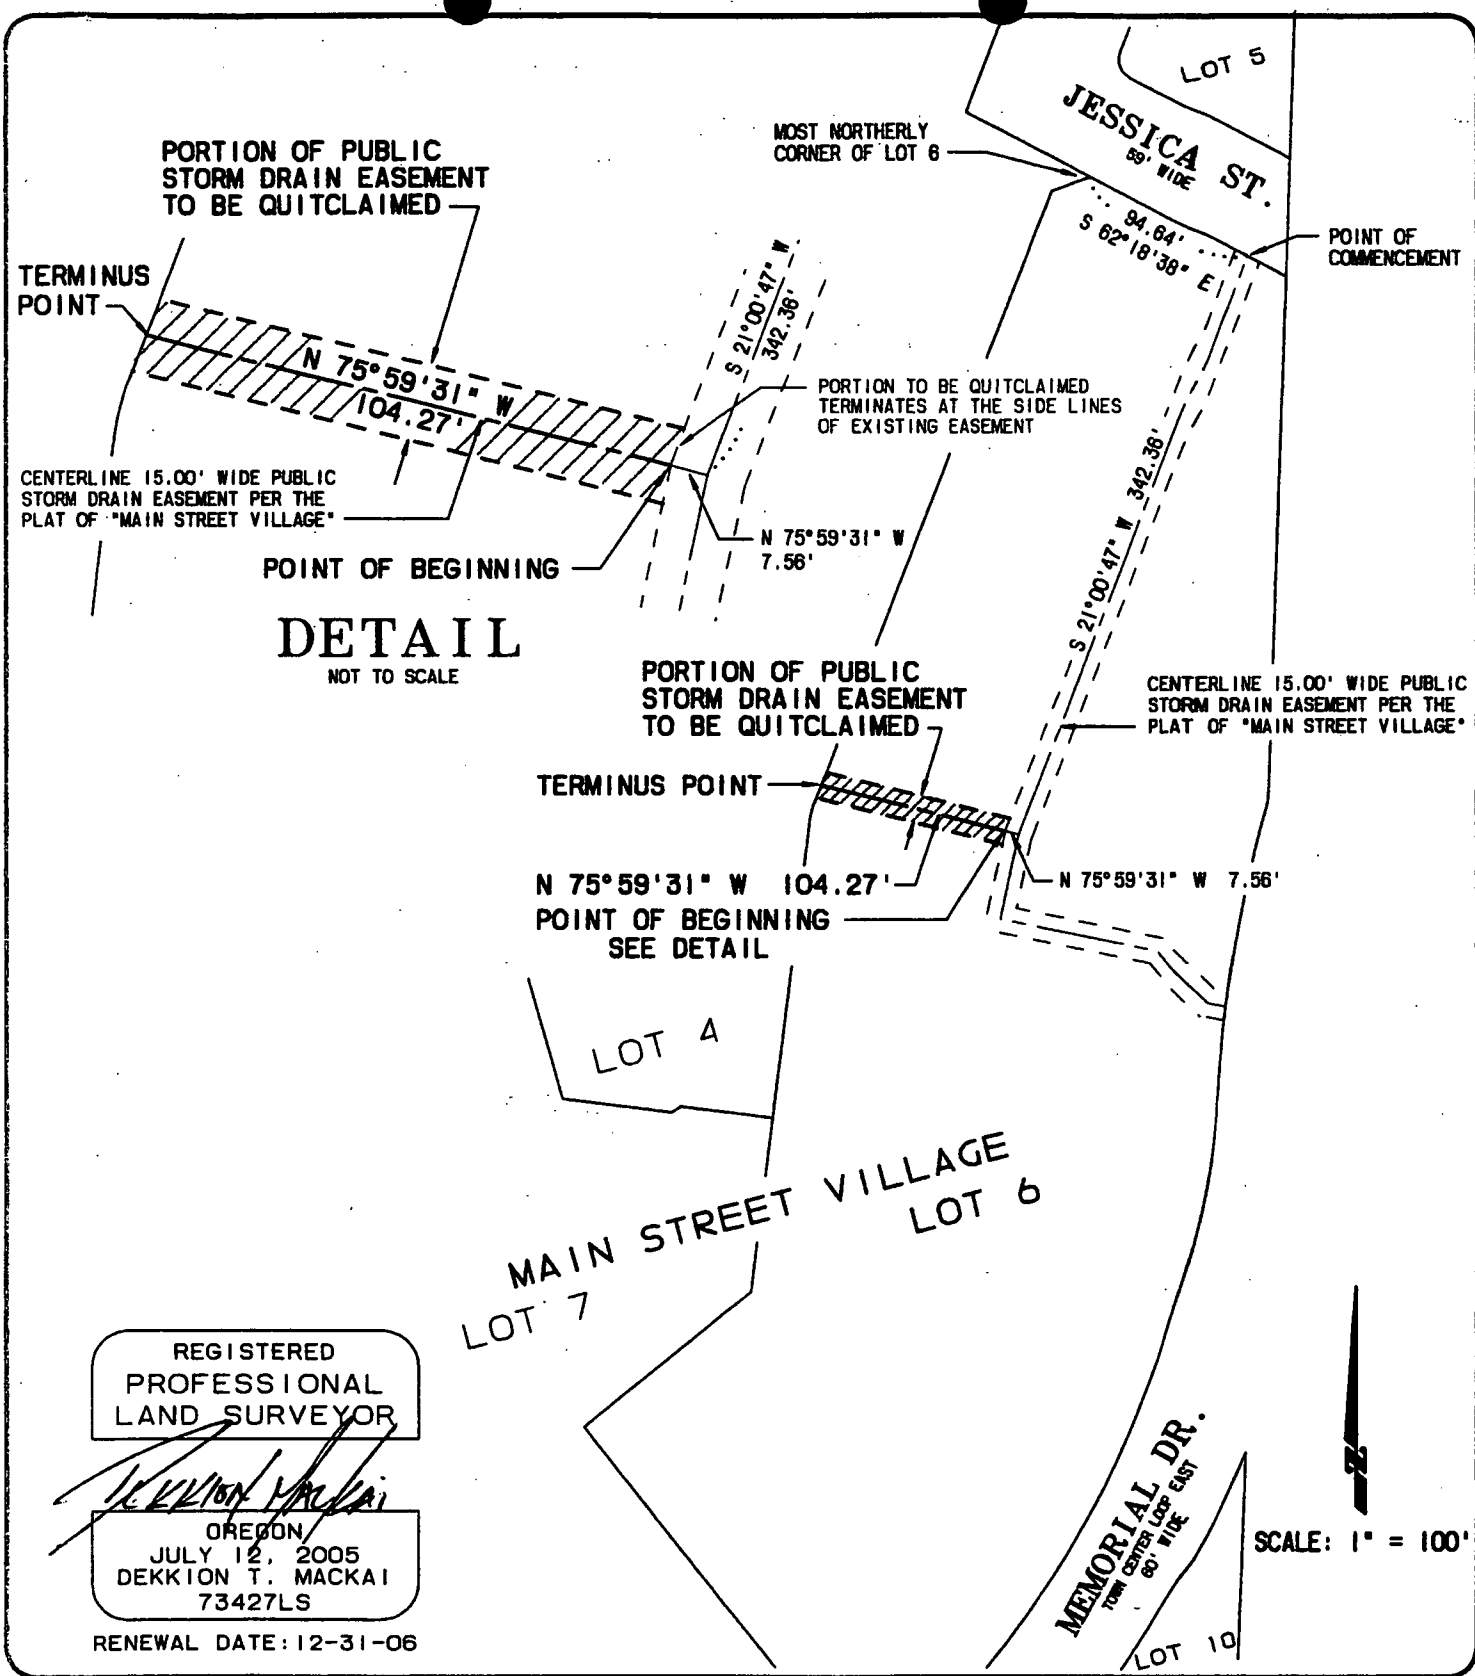 LOT 5
JESSICA ST.
59' WIDE
MOST NORTHERLY
CORNER OF LOT 6
94.64'
S 62°18'38" E
POINT OF
COMMENCEMENT
PORTION OF PUBLIC
STORM DRAIN EASEMENT
TO BE QUITCLAIMED
TERMINUS
POINT
S 21°00'47" W
342.36'
N 75°59'31" W
104.27'
PORTION TO BE QUITCLAIMED
TERMINATES AT THE SIDE LINES
OF EXISTING EASEMENT
CENTERLINE 15.00' WIDE PUBLIC
STORM DRAIN EASEMENT PER THE
PLAT OF "MAIN STREET VILLAGE"
N 75°59'31" W
7.56'
POINT OF BEGINNING
DETAIL
NOT TO SCALE
S 21°00'47" W 342.36'
PORTION OF PUBLIC
STORM DRAIN EASEMENT
TO BE QUITCLAIMED
CENTERLINE 15.00' WIDE PUBLIC
STORM DRAIN EASEMENT PER THE
PLAT OF "MAIN STREET VILLAGE"
TERMINUS POINT
N 75°59'31" W 104.27'
N 75°59'31" W 7.56'
POINT OF BEGINNING
SEE DETAIL
LOT 4
MAIN STREET VILLAGE
LOT 6
LOT 7
REGISTERED
PROFESSIONAL
LAND SURVEYOR
Dekkion Mackai
OREGON
JULY 12, 2005
DEKKION T. MACKAI
73427LS
RENEWAL DATE: 12-31-06
MEMORIAL DR.
TOWN CENTER LOOP EAST
60' WIDE
LOT 10
N
SCALE: 1" = 100'